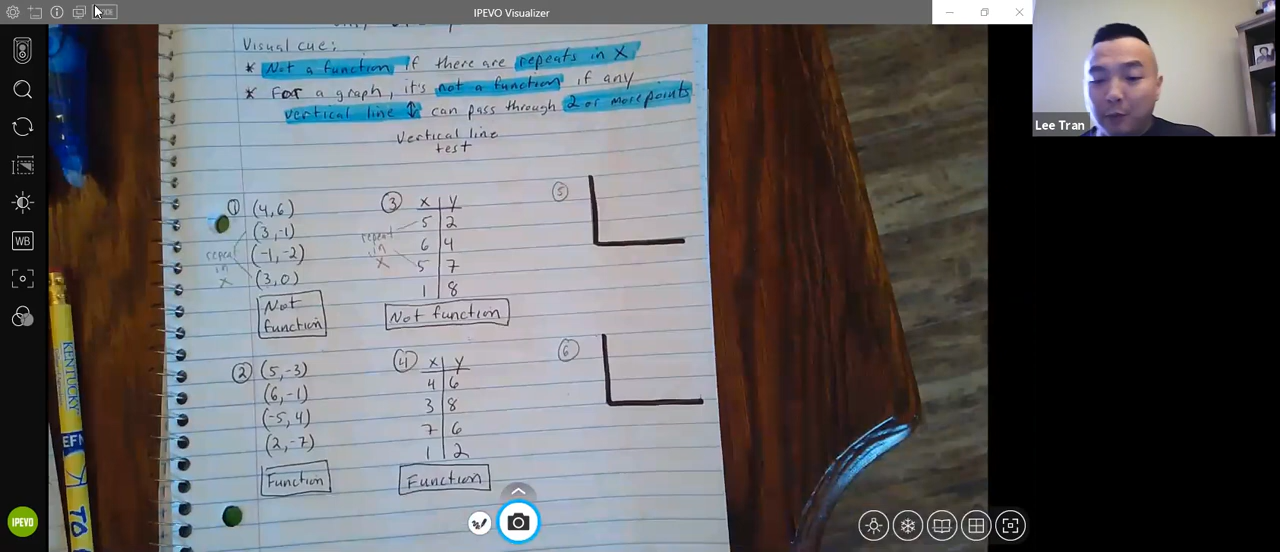 IPEVO Visualizer
Lee Tran
Visual cue:
* Not a function if there are repeats in X
* For a graph, it's not a function if any
vertical line ↕ can pass through 2 or more points
Vertical line
test
① (4,6)
(3,-1)
(-1,-2)
(3,0)
repeat
in
X
Not
function
② (5,-3)
(6,-1)
(-5,4)
(2,-7)
Function
③ X Y
5 2
6 4
5 7
1 8
repeat
in
X
Not function
④ X Y
4 6
3 8
7 6
1 2
Function
⑤
⑥
WB
IPEVO
KENTUCKY
TO